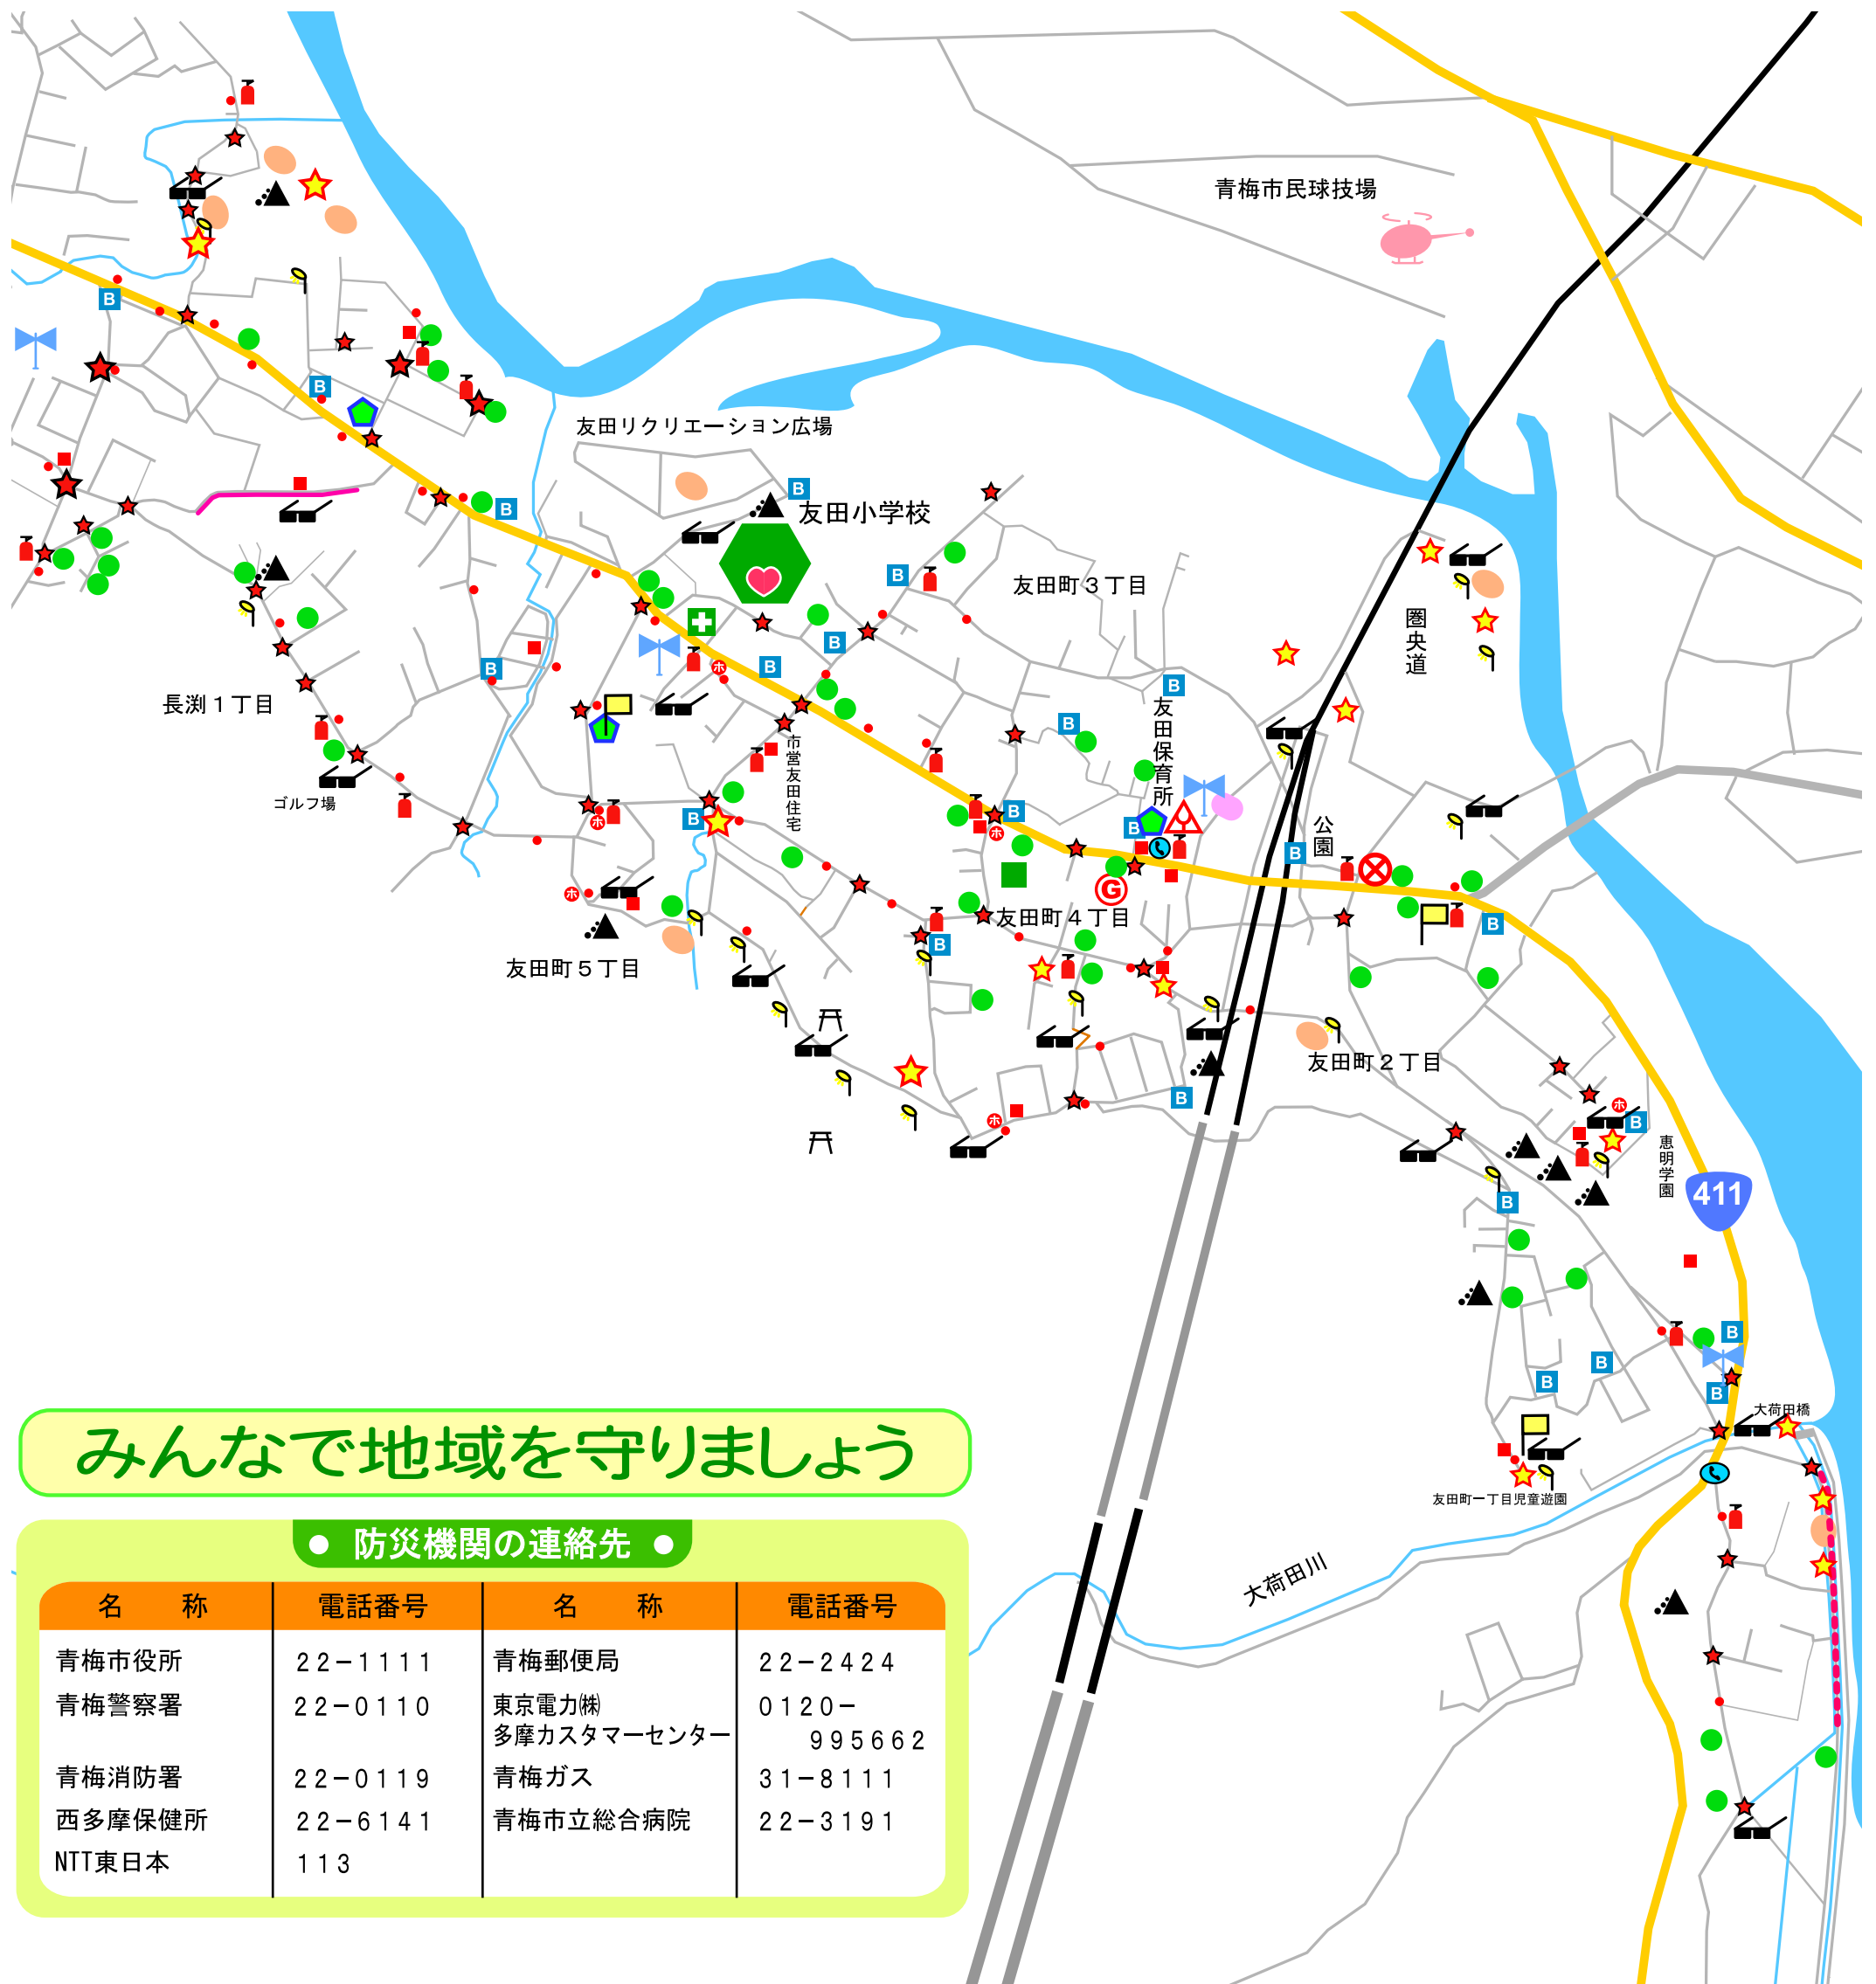 青梅市民球技場
友田リクリエーション広場
友田小学校
友田町３丁目
圏央道
長渕１丁目
友田保育所
市営友田住宅
ゴルフ場
公園
友田町４丁目
友田町５丁目
友田町２丁目
恵明学園
411
大荷田橋
友田町一丁目児童遊園
大荷田川
みんなで地域を守りましょう
防災機関の連絡先
名　称　電話番号　名　称　電話番号
青梅市役所　２２−１１１１　青梅郵便局　２２−２４２４
青梅警察署　２２−０１１０　東京電力㈱　０１２０−
多摩カスタマーセンター　９９５６６２
青梅消防署　２２−０１１９　青梅ガス　３１−８１１１
西多摩保健所　２２−６１４１　青梅市立総合病院　２２−３１９１
NTT東日本　１１３